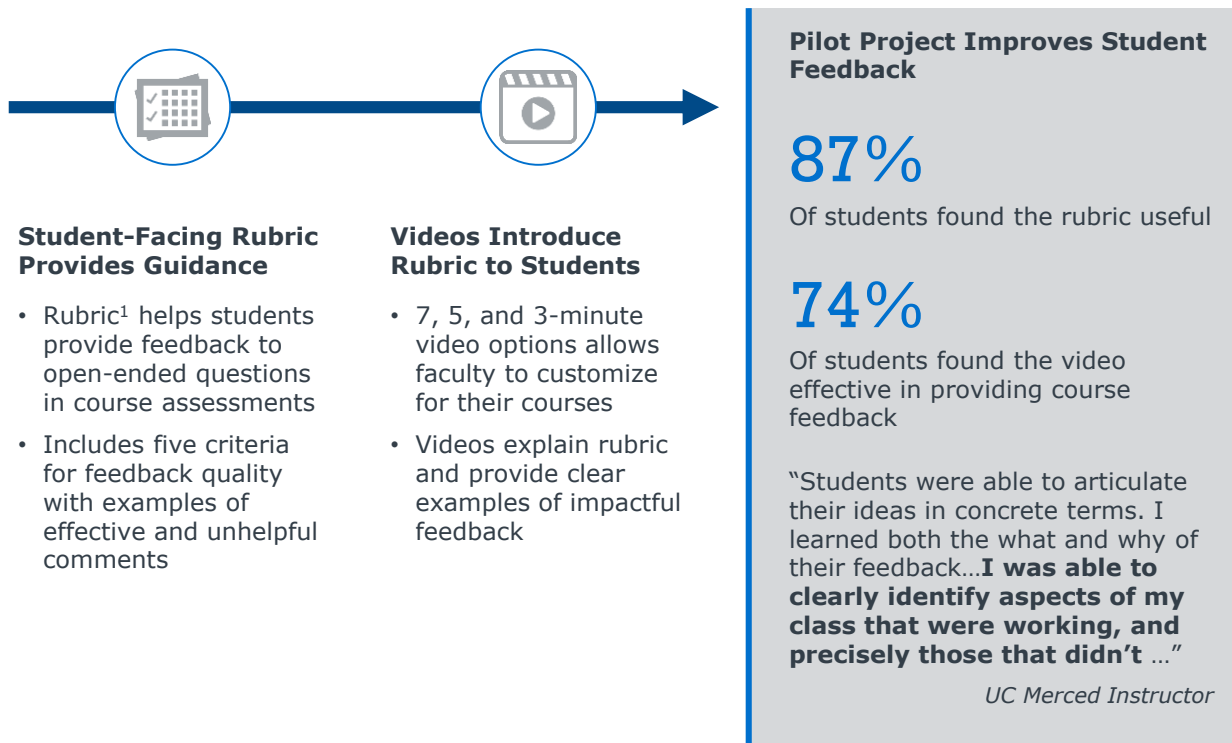 Student-Facing Rubric
Provides Guidance
• Rubric¹ helps students
provide feedback to
open-ended questions
in course assessments
• Includes five criteria
for feedback quality
with examples of
effective and unhelpful
comments
Videos Introduce
Rubric to Students
• 7, 5, and 3-minute
video options allows
faculty to customize
for their courses
• Videos explain rubric
and provide clear
examples of impactful
feedback
Pilot Project Improves Student
Feedback
87%
Of students found the rubric useful
74%
Of students found the video
effective in providing course
feedback
“Students were able to articulate
their ideas in concrete terms. I
learned both the what and why of
their feedback…I was able to
clearly identify aspects of my
class that were working, and
precisely those that didn’t …”
UC Merced Instructor